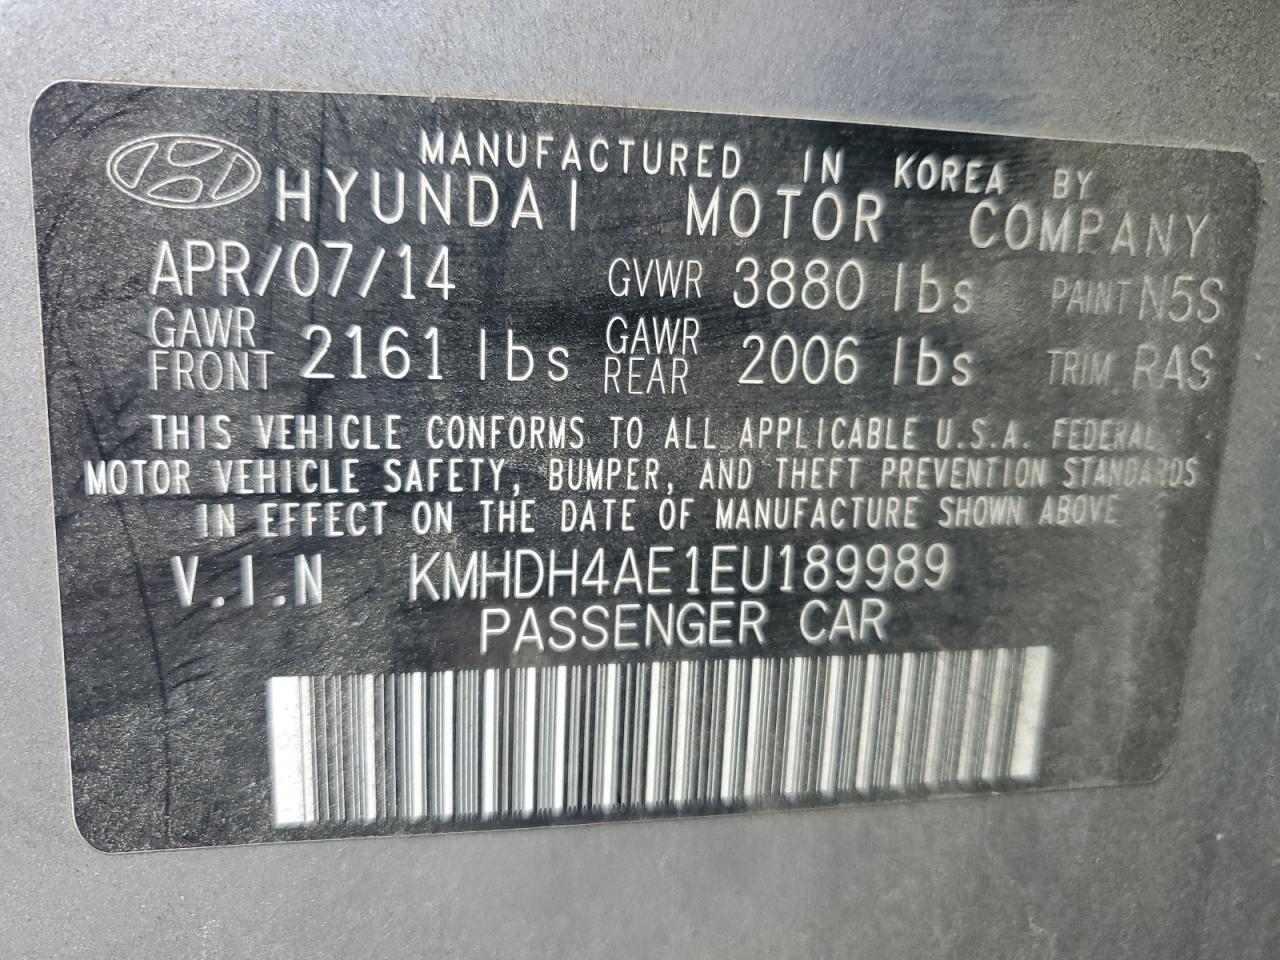 MANUFACTURED IN KOREA BY
HYUNDAI MOTOR COMPANY
APR/07/14 GVWR 3880 lbs PAINT N5S
GAWR FRONT 2161 lbs GAWR REAR 2006 lbs TRIM RAS
THIS VEHICLE CONFORMS TO ALL APPLICABLE U.S.A. FEDERAL
MOTOR VEHICLE SAFETY, BUMPER, AND THEFT PREVENTION STANDARDS
IN EFFECT ON THE DATE OF MANUFACTURE SHOWN ABOVE
V.I.N KMHDH4AE1EU189989
PASSENGER CAR